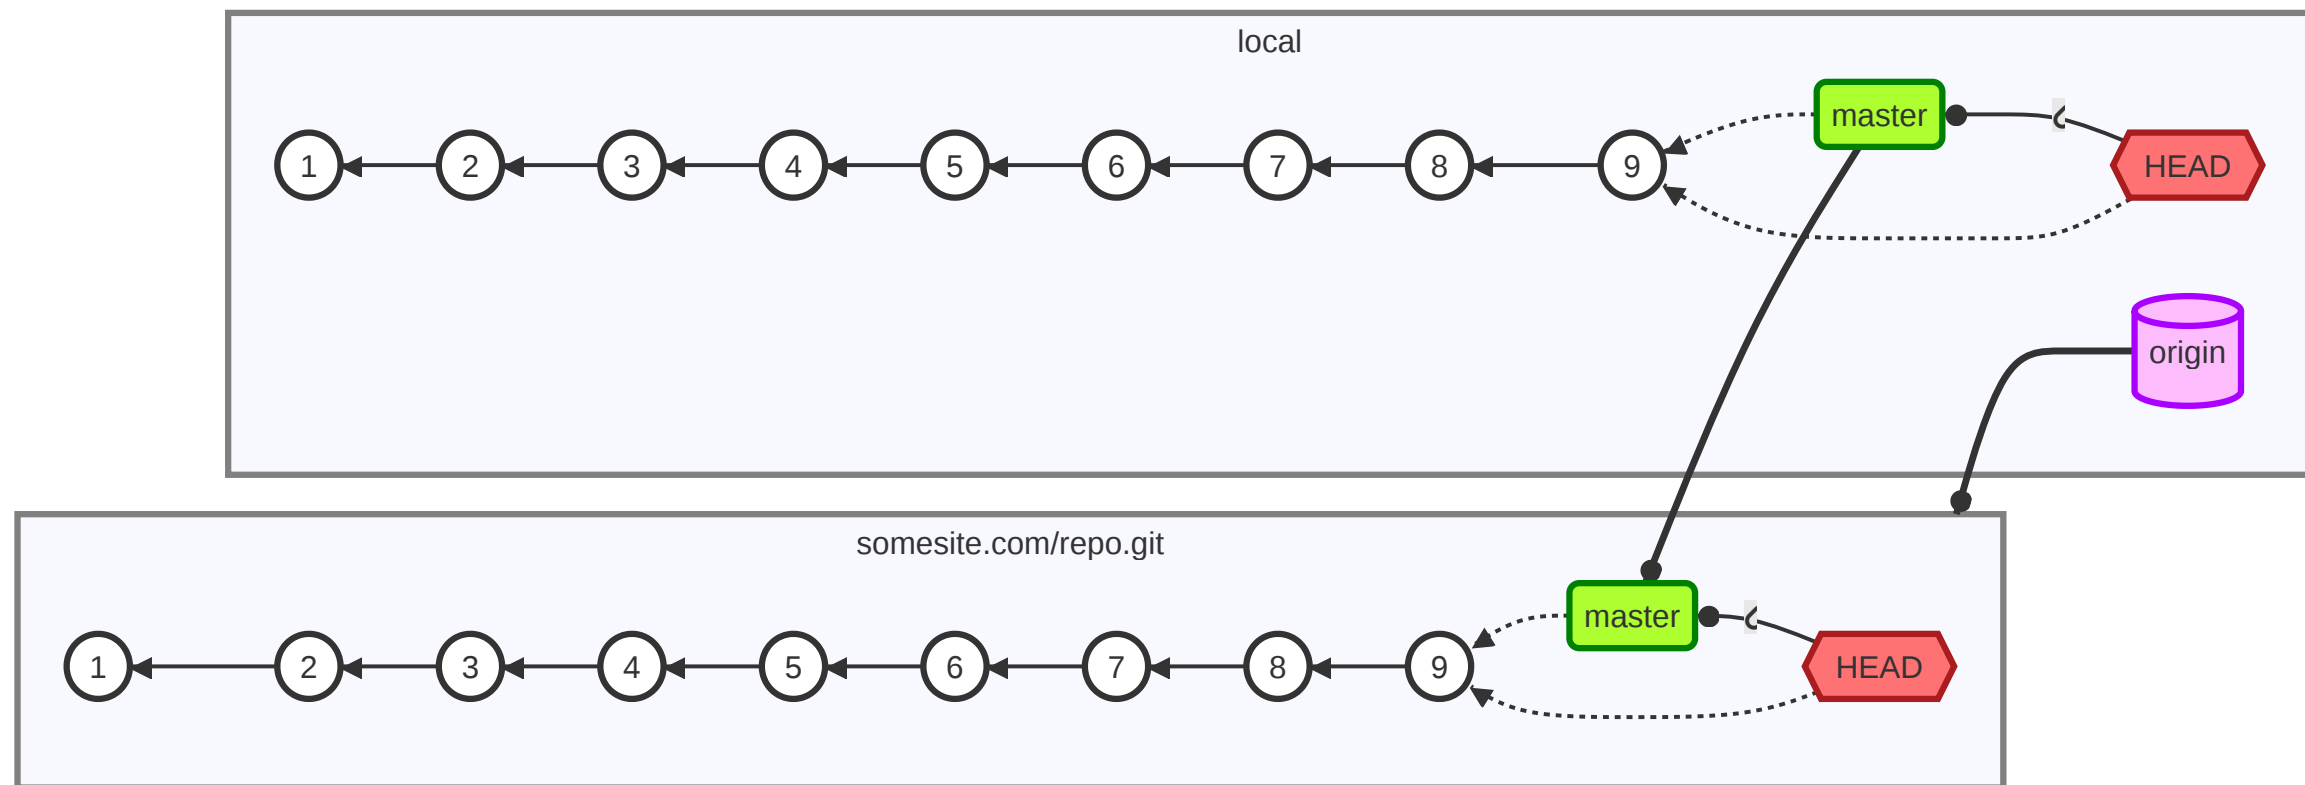 local
master
HEAD
1 2 3 4 5 6 7 8 9
origin
somesite.com/repo.git
master
HEAD
1 2 3 4 5 6 7 8 9